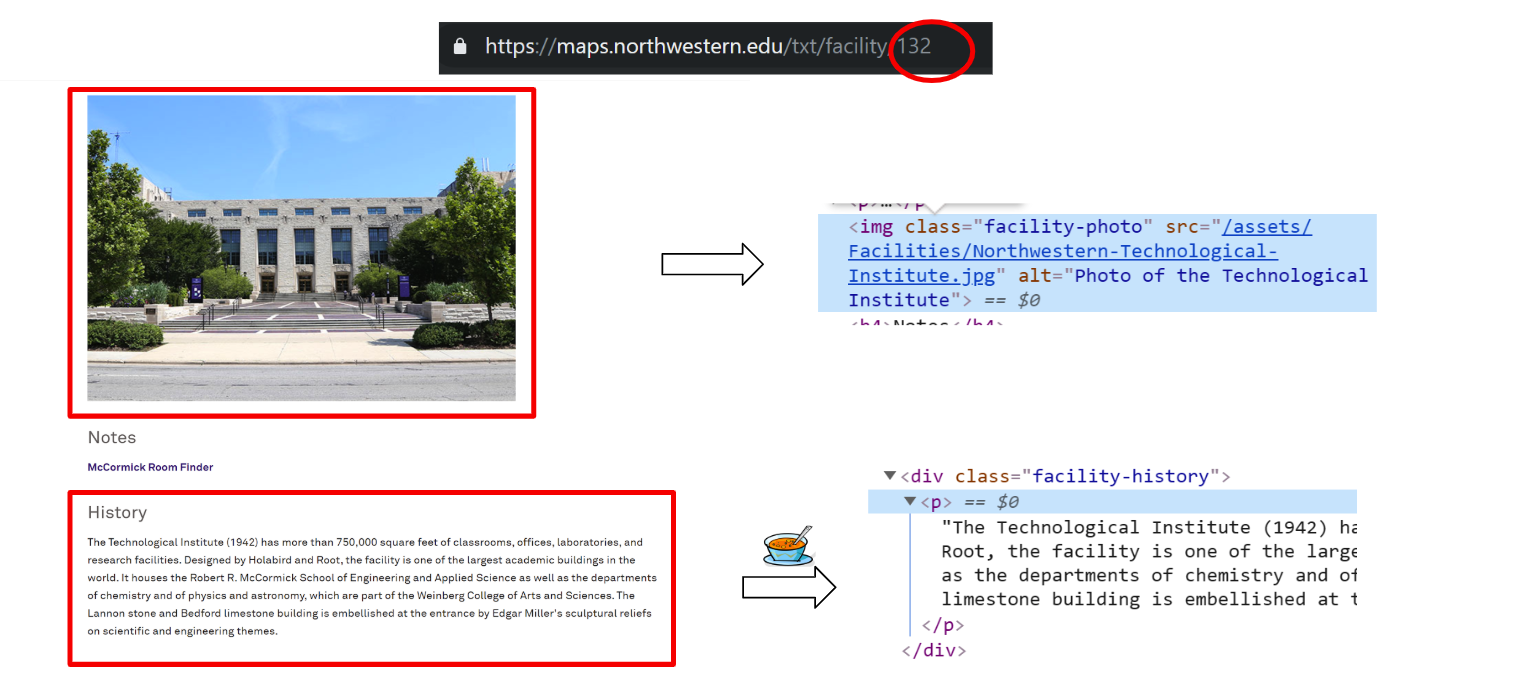 https://maps.northwestern.edu/txt/facility/132
<img class="facility-photo" src="/assets/
Facilities/Northwestern-Technological-
Institute.jpg" alt="Photo of the Technological
Institute"> == $0
<h4>Notes</h4>
Notes
McCormick Room Finder
History
The Technological Institute (1942) has more than 750,000 square feet of classrooms, offices, laboratories, and
research facilities. Designed by Holabird and Root, the facility is one of the largest academic buildings in the
world. It houses the Robert R. McCormick School of Engineering and Applied Science as well as the departments
of chemistry and of physics and astronomy, which are part of the Weinberg College of Arts and Sciences. The
Lannon stone and Bedford limestone building is embellished at the entrance by Edgar Miller's sculptural reliefs
on scientific and engineering themes.
<div class="facility-history">
<p> == $0
"The Technological Institute (1942) ha
Root, the facility is one of the large
as the departments of chemistry and of
limestone building is embellished at t
</p>
</div>